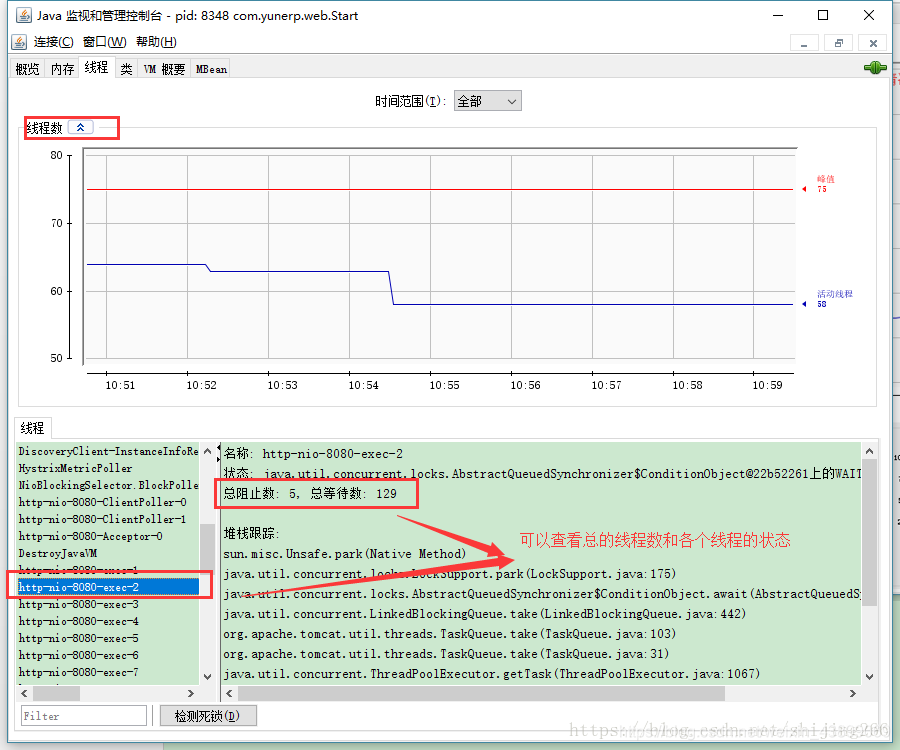 Java 监视和管理控制台 - pid: 8348 com.yunerp.web.Start
连接(C) 窗口(W) 帮助(H)
概览 内存 线程 类 VM 概要 MBean
时间范围(T): 全部
线程数
80
70
60
50
峰值
75
活动线程
58
10:51 10:52 10:53 10:54 10:55 10:56 10:57 10:58 10:59
线程
DiscoveryClient-InstanceInfoRe
HystrixMetricPoller
NioBlockingSelector.BlockPolle
http-nio-8080-ClientPoller-0
http-nio-8080-ClientPoller-1
http-nio-8080-Acceptor-0
DestroyJavaVM
http-nio-8080-exec-1
http-nio-8080-exec-2
http-nio-8080-exec-3
http-nio-8080-exec-4
http-nio-8080-exec-5
http-nio-8080-exec-6
http-nio-8080-exec-7
名称: http-nio-8080-exec-2
状态: java.util.concurrent.locks.AbstractQueuedSynchronizer$ConditionObject@22b52261上的WAIT
总阻止数: 5, 总等待数: 129
堆栈跟踪:
sun.misc.Unsafe.park(Native Method)
java.util.concurrent.locks.LockSupport.park(LockSupport.java:175)
java.util.concurrent.locks.AbstractQueuedSynchronizer$ConditionObject.await(AbstractQueuedSy
java.util.concurrent.LinkedBlockingQueue.take(LinkedBlockingQueue.java:442)
org.apache.tomcat.util.threads.TaskQueue.take(TaskQueue.java:103)
org.apache.tomcat.util.threads.TaskQueue.take(TaskQueue.java:31)
java.util.concurrent.ThreadPoolExecutor.getTask(ThreadPoolExecutor.java:1067)
可以查看总的线程数和各个线程的状态
Filter
检测死锁(D)
https://blog.csdn.net/shijing266